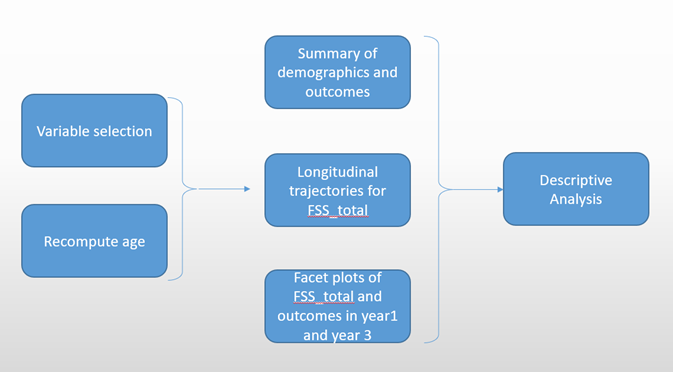 Variable selection
Recompute age
Summary of
demographics and
outcomes
Longitudinal
trajectories for
FSS_total
Facet plots of
FSS_total and
outcomes in year1
and year 3
Descriptive
Analysis